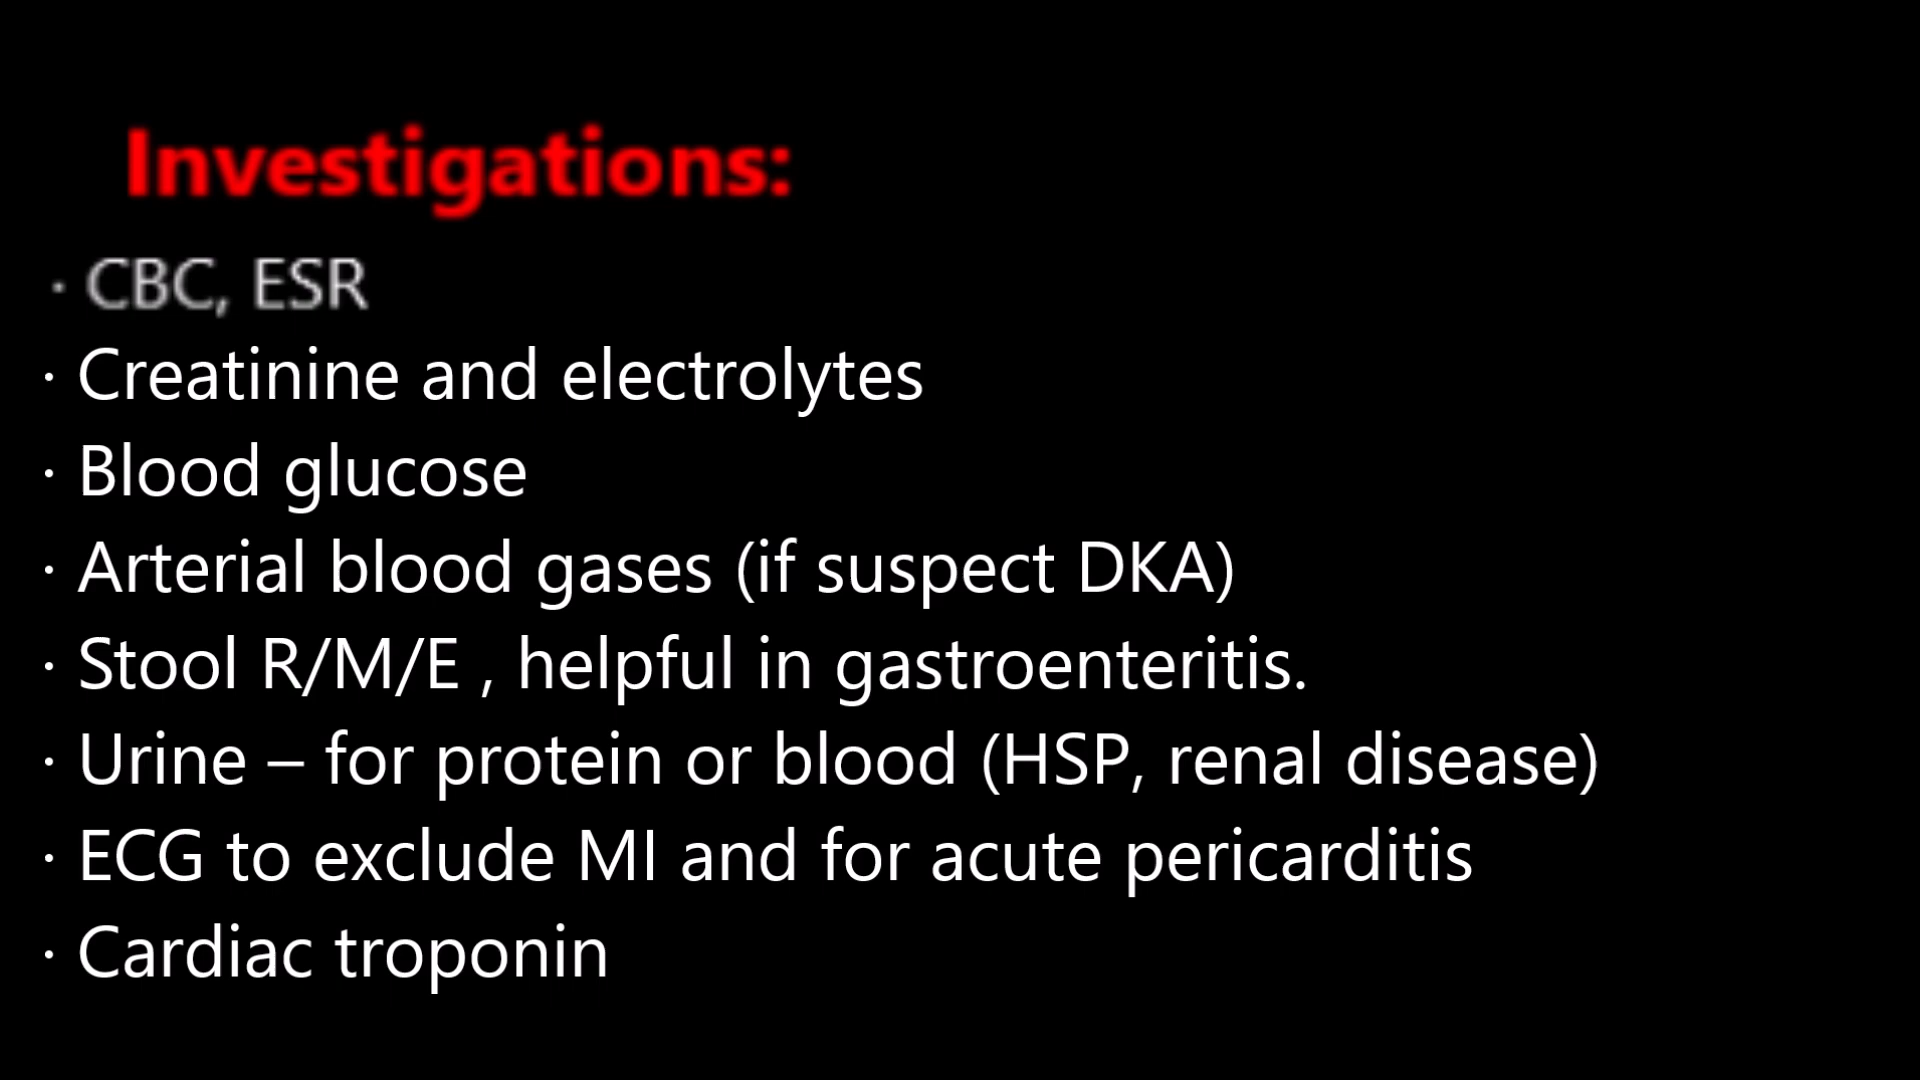 Investigations:
· CBC, ESR
· Creatinine and electrolytes
· Blood glucose
· Arterial blood gases (if suspect DKA)
· Stool R/M/E , helpful in gastroenteritis.
· Urine – for protein or blood (HSP, renal disease)
· ECG to exclude MI and for acute pericarditis
· Cardiac troponin